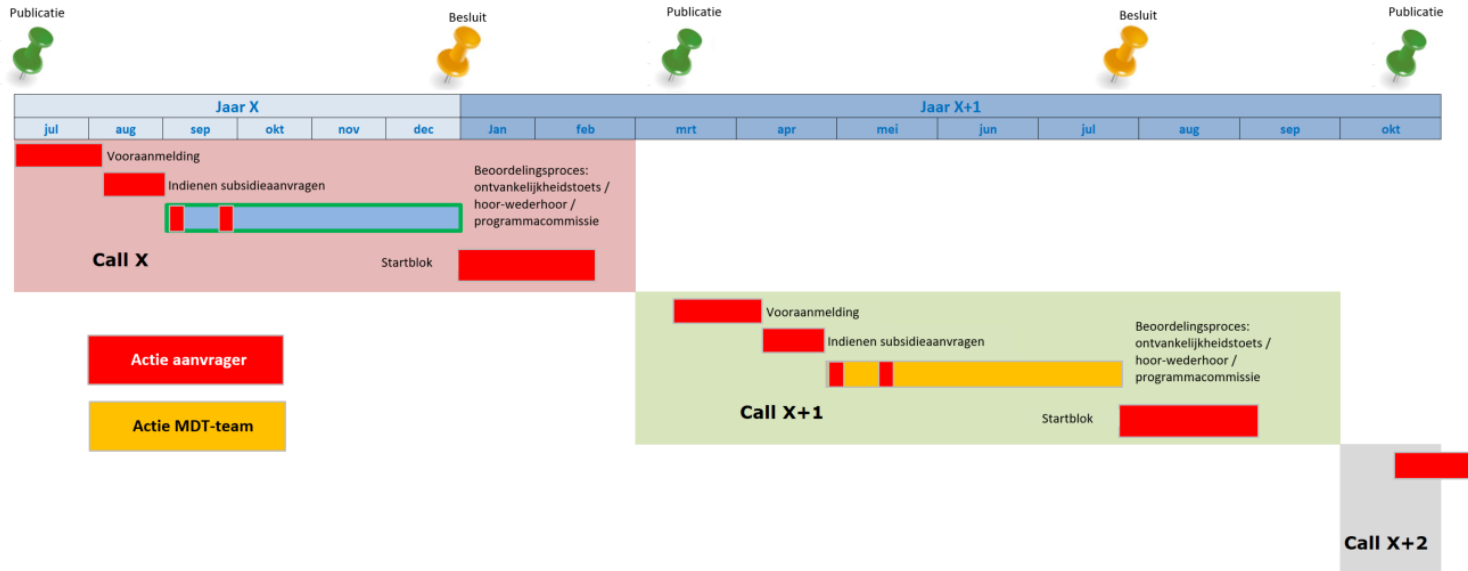 Publicatie
Besluit
Publicatie
Besluit
Publicatie
Jaar X
Jaar X+1
jul aug sep okt nov dec Jan feb mrt apr mei jun jul aug sep okt
Vooraanmelding
Indienen subsidieaanvragen
Beoordelingsproces:
ontvankelijkheidstoets /
hoor-wederhoor /
programmacommissie
Call X
Startblok
Vooraanmelding
Indienen subsidieaanvragen
Beoordelingsproces:
ontvankelijkheidstoets /
hoor-wederhoor /
programmacommissie
Call X+1
Startblok
Actie aanvrager
Actie MDT-team
Call X+2